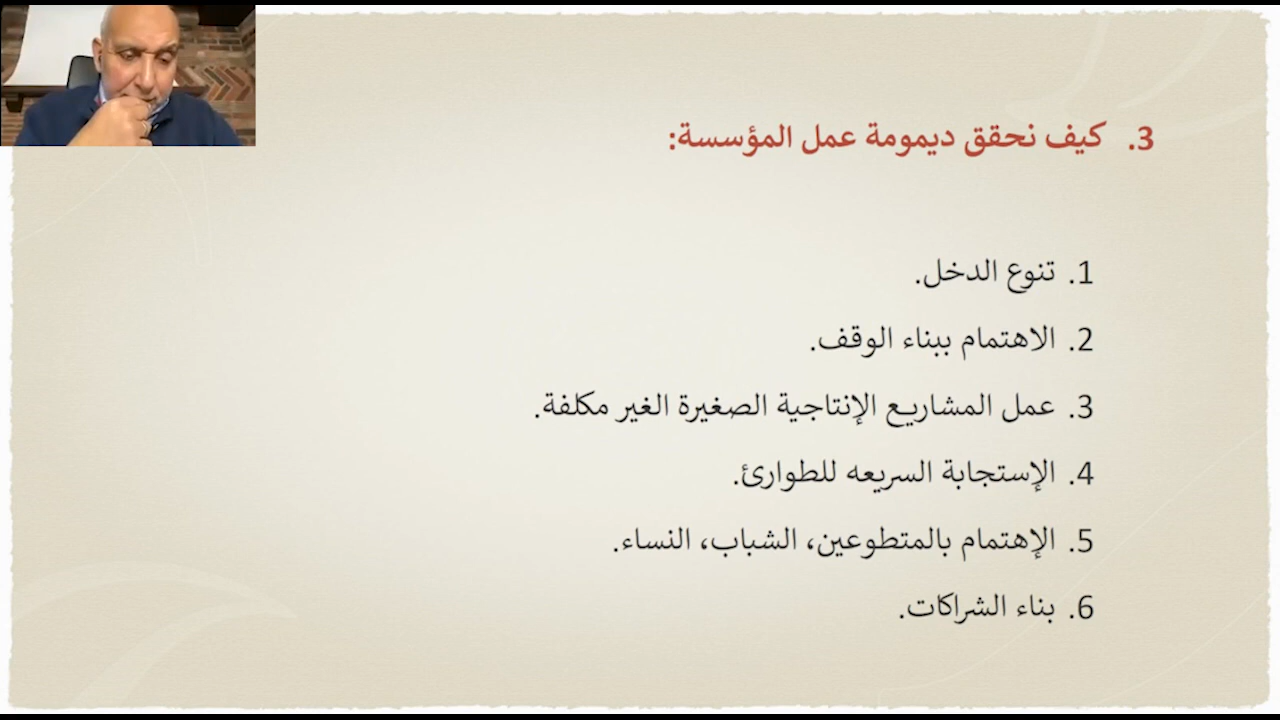 3. كيف نحقق ديمومة عمل المؤسسة:
1. تنوع الدخل.
2. الاهتمام ببناء الوقف.
3. عمل المشاريع الإنتاجية الصغيرة الغير مكلفة.
4. الإستجابة السريعه للطوارئ.
5. الإهتمام بالمتطوعين، الشباب، النساء.
6. بناء الشراكات.